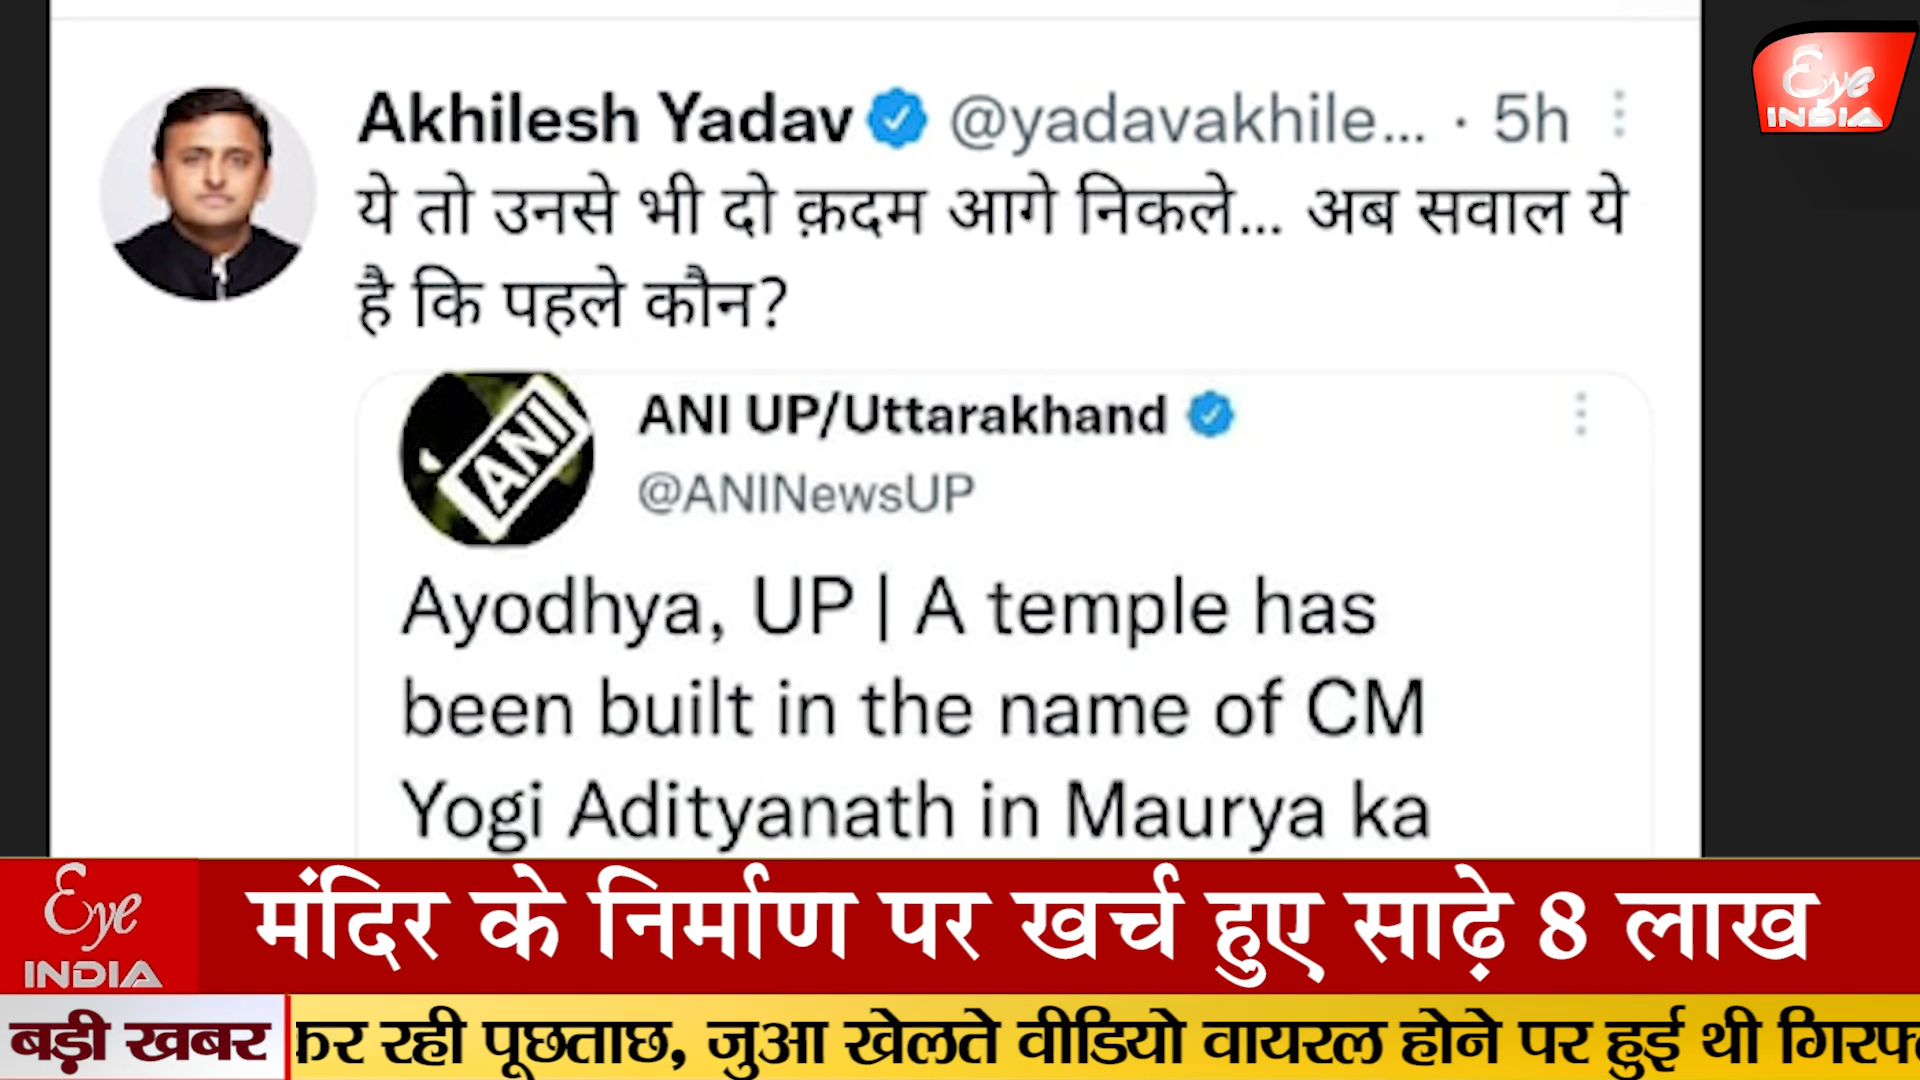 Eye
INDIA
Akhilesh Yadav @yadavakhile... · 5h
ये तो उनसे भी दो क़दम आगे निकले... अब सवाल ये
है कि पहले कौन?
ANI
ANI UP/Uttarakhand
@ANINewsUP
Ayodhya, UP | A temple has
been built in the name of CM
Yogi Adityanath in Maurya ka
Eye
INDIA
मंदिर के निर्माण पर खर्च हुए साढ़े 8 लाख
बड़ी खबर
कर रही पूछताछ, जुआ खेलते वीडियो वायरल होने पर हुई थी